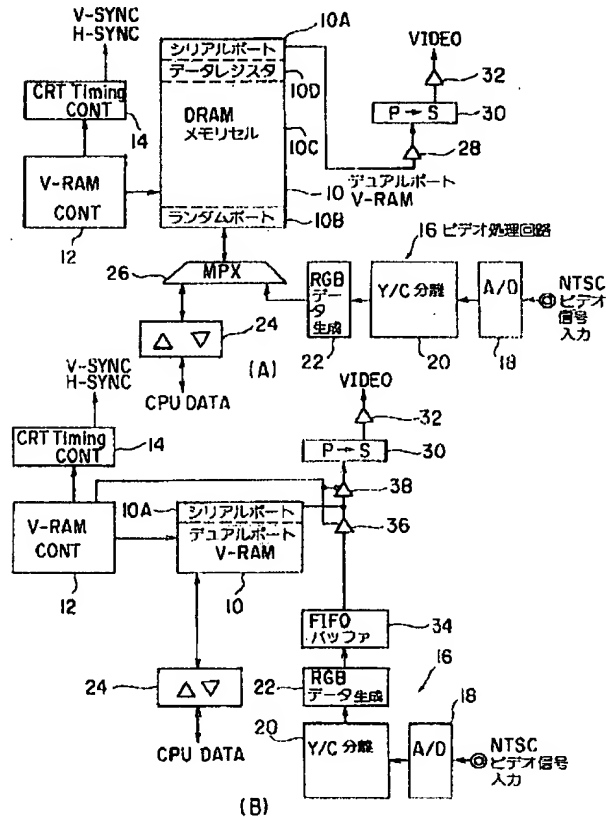 V-SYNC
H-SYNC
CRT Timing
CONT
14
V-RAM
CONT
12
10A
シリアルポート
データレジスタ
10D
DRAM
メモリセル
10C
10
ランダムポート
10B
デュアルポート
V-RAM
VIDEO
32
P→S
30
28
26
MPX
24
CPU DATA
16 ビデオ処理回路
RGB
データ
生成
22
Y/C 分離
20
A/D
18
NTSC
ビデオ
信号
入力
(A)
V-SYNC
H-SYNC
CRT Timing
CONT
14
V-RAM
CONT
12
10A
シリアルポート
デュアルポート
V-RAM
10
VIDEO
32
P→S
30
38
36
FIFO
バッファ
34
24
CPU DATA
22
RGB
データ生成
16
20
Y/C 分離
18
A/D
NTSC
ビデオ信号
入力
(B)